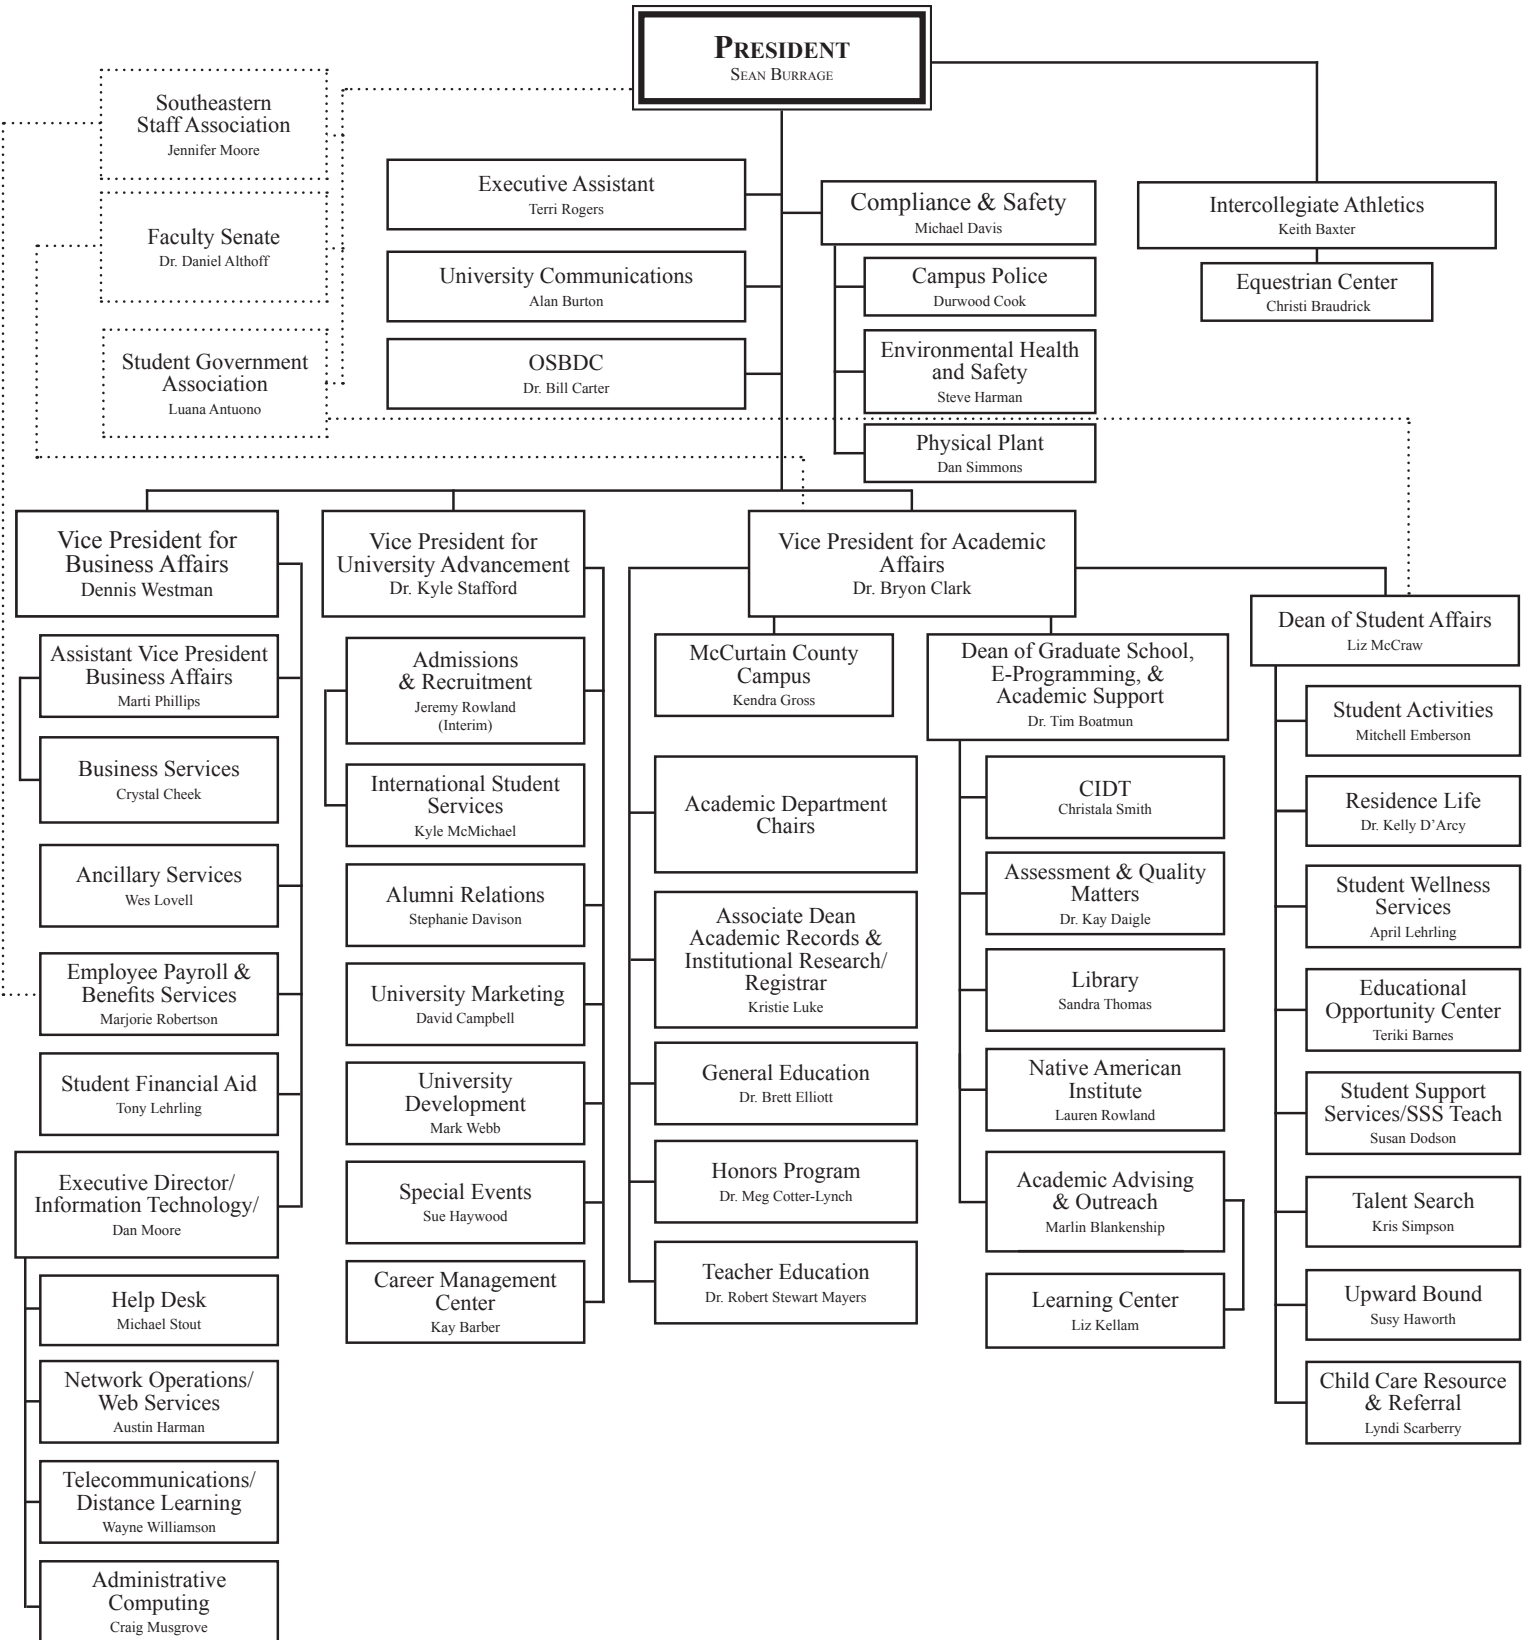 PRESIDENT
SEAN BURRAGE
Southeastern
Staff Association
Jennifer Moore
Faculty Senate
Dr. Daniel Althoff
Student Government
Association
Luana Antuono
Executive Assistant
Terri Rogers
University Communications
Alan Burton
OSBDC
Dr. Bill Carter
Compliance & Safety
Michael Davis
Campus Police
Durwood Cook
Environmental Health
and Safety
Steve Harman
Physical Plant
Dan Simmons
Intercollegiate Athletics
Keith Baxter
Equestrian Center
Christi Braudrick
Vice President for
Business Affairs
Dennis Westman
Assistant Vice President
Business Affairs
Marti Phillips
Business Services
Crystal Cheek
Ancillary Services
Wes Lovell
Employee Payroll &
Benefits Services
Marjorie Robertson
Student Financial Aid
Tony Lehrling
Executive Director/
Information Technology/
Dan Moore
Help Desk
Michael Stout
Network Operations/
Web Services
Austin Harman
Telecommunications/
Distance Learning
Wayne Williamson
Administrative
Computing
Craig Musgrove
Vice President for
University Advancement
Dr. Kyle Stafford
Admissions
& Recruitment
Jeremy Rowland
(Interim)
International Student
Services
Kyle McMichael
Alumni Relations
Stephanie Davison
University Marketing
David Campbell
University
Development
Mark Webb
Special Events
Sue Haywood
Career Management
Center
Kay Barber
Vice President for Academic
Affairs
Dr. Bryon Clark
McCurtain County
Campus
Kendra Gross
Academic Department
Chairs
Associate Dean
Academic Records &
Institutional Research/
Registrar
Kristie Luke
General Education
Dr. Brett Elliott
Honors Program
Dr. Meg Cotter-Lynch
Teacher Education
Dr. Robert Stewart Mayers
Dean of Graduate School,
E-Programming, &
Academic Support
Dr. Tim Boatmun
CIDT
Christala Smith
Assessment & Quality
Matters
Dr. Kay Daigle
Library
Sandra Thomas
Native American
Institute
Lauren Rowland
Academic Advising
& Outreach
Marlin Blankenship
Learning Center
Liz Kellam
Dean of Student Affairs
Liz McCraw
Student Activities
Mitchell Emberson
Residence Life
Dr. Kelly D’Arcy
Student Wellness
Services
April Lehrling
Educational
Opportunity Center
Teriki Barnes
Student Support
Services/SSS Teach
Susan Dodson
Talent Search
Kris Simpson
Upward Bound
Susy Haworth
Child Care Resource
& Referral
Lyndi Scarberry